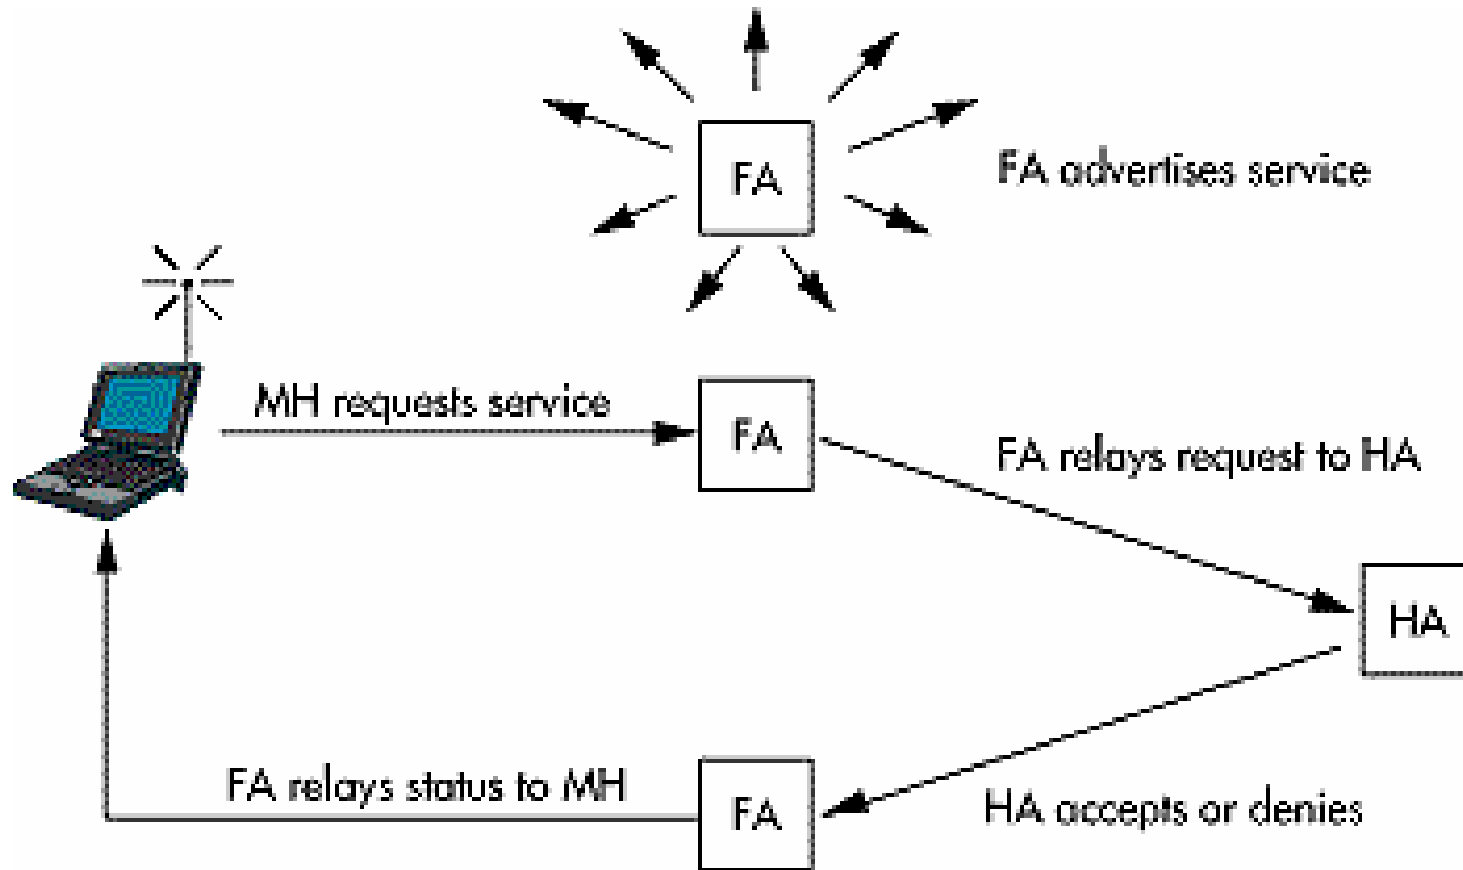 FA
FA advertises service
MH requests service
FA
FA relays request to HA
HA
FA relays status to MH
FA
HA accepts or denies